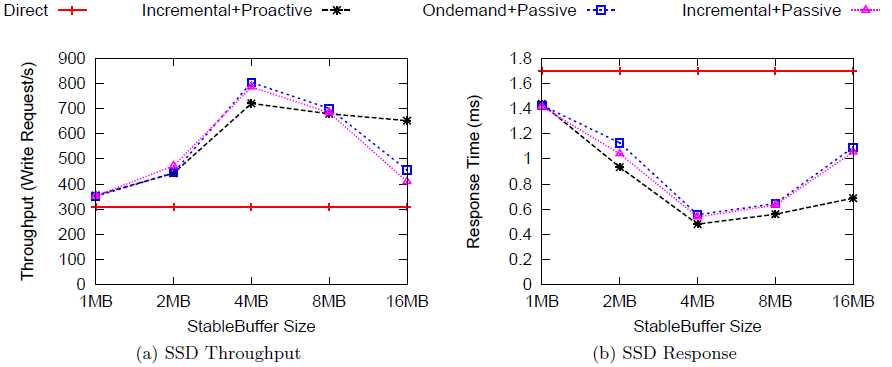 Direct Incremental+Proactive Ondemand+Passive Incremental+Passive
Throughput (Write Request/s)
900
800
700
600
500
400
300
200
100
0
1MB 2MB 4MB 8MB 16MB
StableBuffer Size
(a) SSD Throughput
Response Time (ms)
1.8
1.6
1.4
1.2
1
0.8
0.6
0.4
0.2
0
1MB 2MB 4MB 8MB 16MB
StableBuffer Size
(b) SSD Response